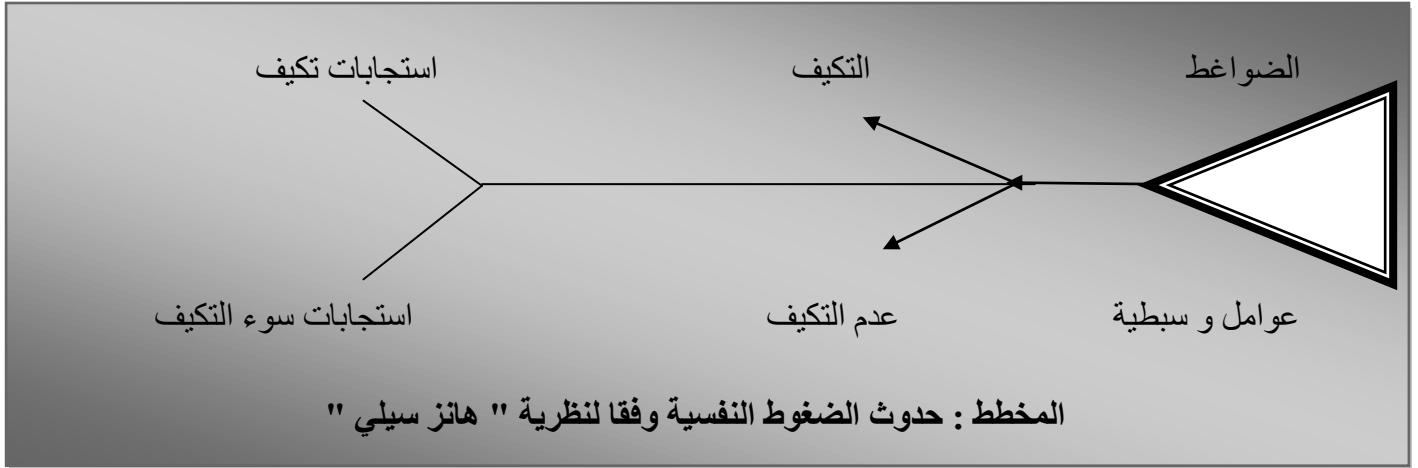 الضواغط
التكيف
استجابات تكيف
عوامل و سبطية
عدم التكيف
استجابات سوء التكيف
المخطط : حدوث الضغوط النفسية وفقا لنظرية " هانز سيلي "